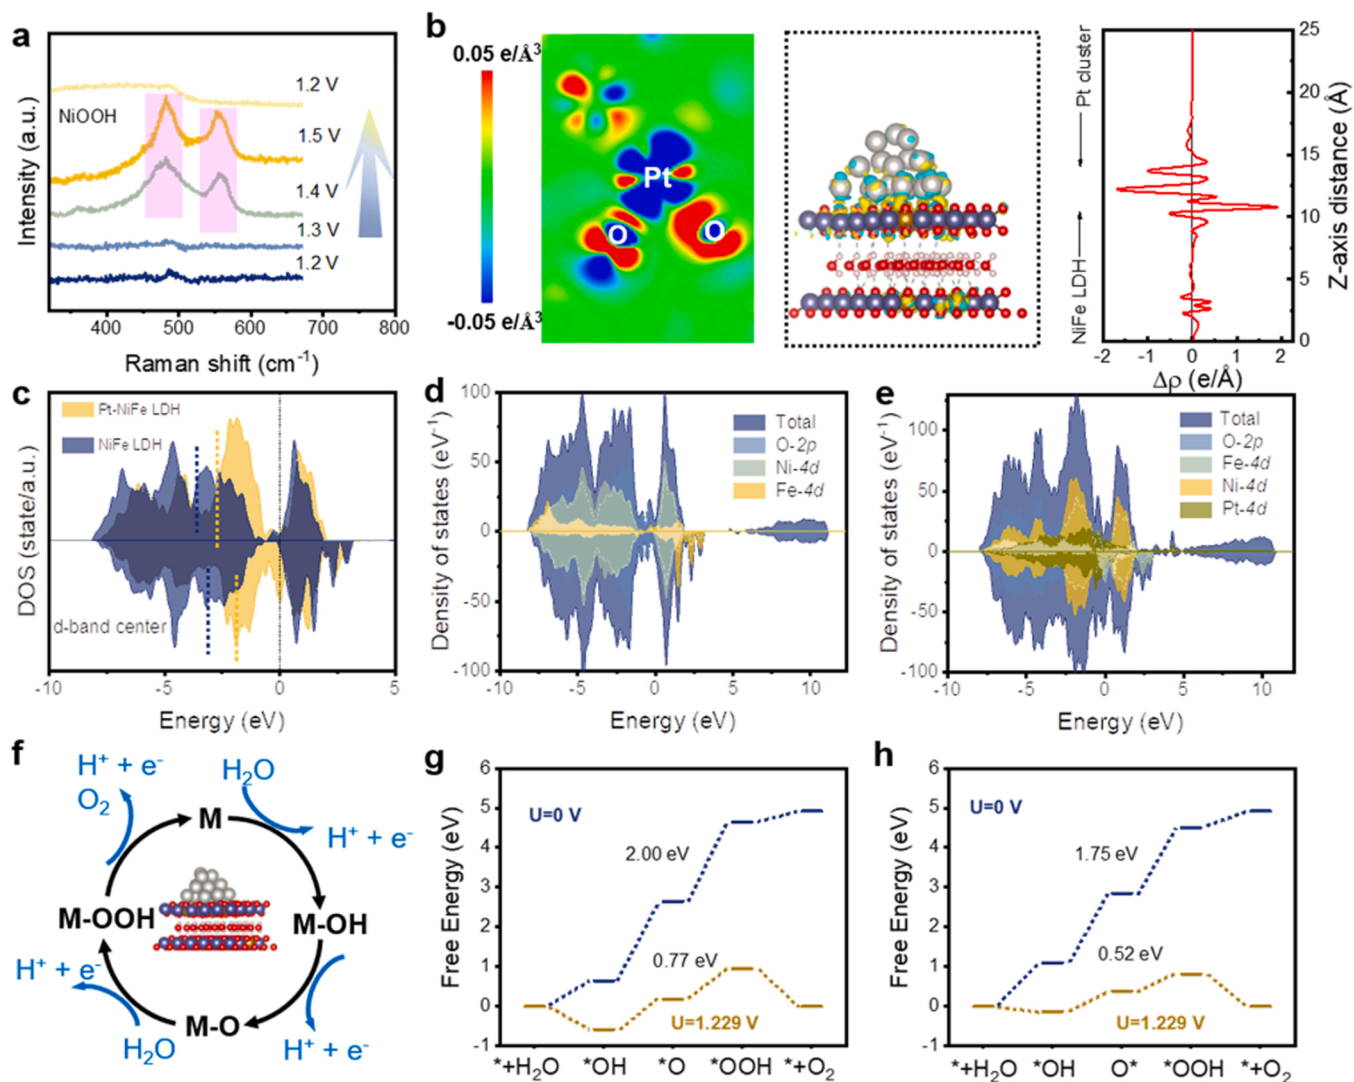 a
Intensity (a.u.)
NiOOH
1.2 V
1.5 V
1.4 V
1.3 V
1.2 V
400 500 600 700 800
Raman shift (cm⁻¹)
b
0.05 e/Å³
-0.05 e/Å³
Pt
O
O
NiFe LDH
Pt cluster
25
20
15
10
5
0
Z-axis distance (Å)
-2 -1 0 1 2
Δρ (e/Å)
c
Pt-NiFe LDH
NiFe LDH
DOS (state/a.u.)
d-band center
-10 -5 0 5
Energy (eV)
d
Density of states (eV⁻¹)
100
50
0
-50
-100
Total
O-2p
Ni-4d
Fe-4d
-10 -5 0 5 10
Energy (eV)
e
Density of states (eV⁻¹)
100
50
0
-50
-100
Total
O-2p
Fe-4d
Ni-4d
Pt-4d
-10 -5 0 5 10
Energy (eV)
f
H⁺ + e⁻
O₂
H₂O
M
H⁺ + e⁻
M-OOH
M-OH
H⁺ + e⁻
M-O
H₂O
H⁺ + e⁻
g
Free Energy (eV)
6
5
4
3
2
1
0
-1
U=0 V
2.00 eV
0.77 eV
U=1.229 V
*+H₂O *OH *O *OOH *+O₂
h
Free Energy (eV)
6
5
4
3
2
1
0
-1
U=0 V
1.75 eV
0.52 eV
U=1.229 V
*+H₂O *OH O* *OOH *+O₂